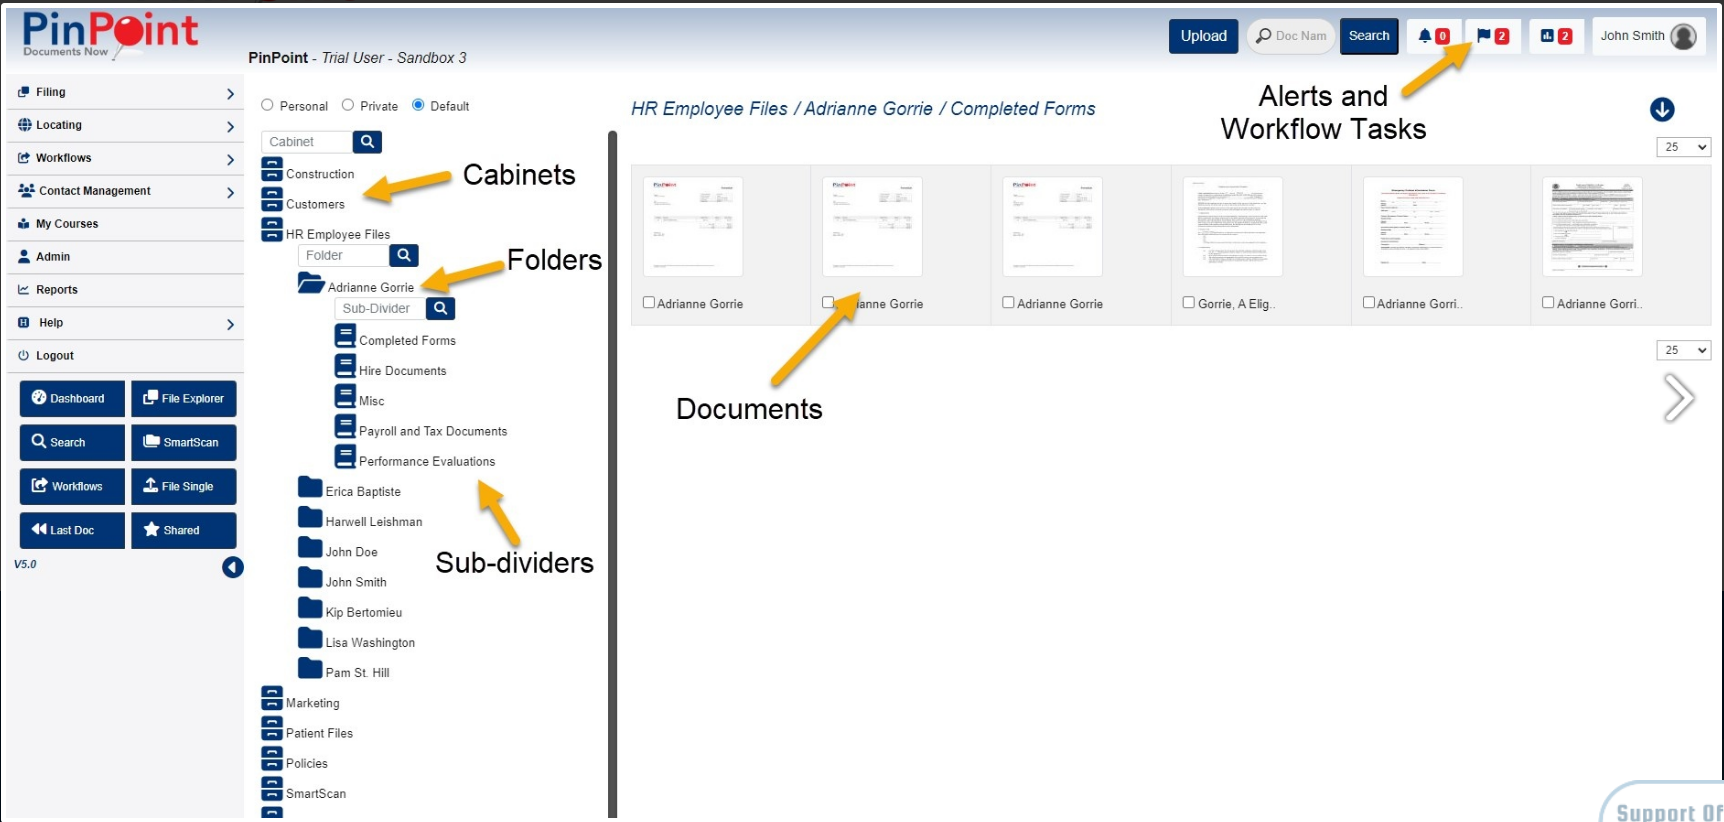 PinPoint
Documents Now
PinPoint - Trial User - Sandbox 3
Upload
Doc Nam
Search
0
2
2
John Smith
Alerts and
Workflow Tasks
Filing
Locating
Workflows
Contact Management
My Courses
Admin
Reports
Help
Logout
Dashboard
File Explorer
Search
SmartScan
Workflows
File Single
Last Doc
Shared
V5.0
Personal
Private
Default
Cabinet
Construction
Customers
HR Employee Files
Folder
Adrianne Gorrie
Sub-Divider
Completed Forms
Hire Documents
Misc
Payroll and Tax Documents
Performance Evaluations
Erica Baptiste
Harwell Leishman
John Doe
John Smith
Kip Bertomieu
Lisa Washington
Pam St. Hill
Marketing
Patient Files
Policies
SmartScan
Cabinets
Folders
Sub-dividers
HR Employee Files / Adrianne Gorrie / Completed Forms
25
PinPoint
PinPoint
PinPoint
Adrianne Gorrie
Gorrie
Adrianne Gorrie
Gorrie, A Elig..
Adrianne Gorri..
Adrianne Gorri..
25
Documents
Support Of